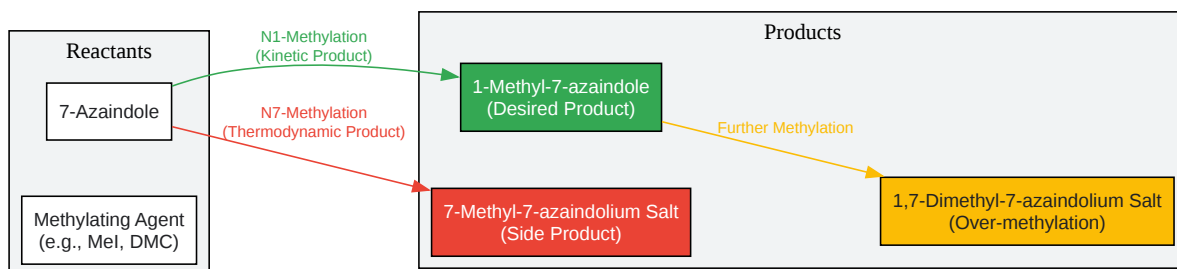 Reactants
7-Azaindole
Methylating Agent
(e.g., MeI, DMC)
N1-Methylation
(Kinetic Product)
N7-Methylation
(Thermodynamic Product)
Products
1-Methyl-7-azaindole
(Desired Product)
Further Methylation
7-Methyl-7-azaindolium Salt
(Side Product)
1,7-Dimethyl-7-azaindolium Salt
(Over-methylation)